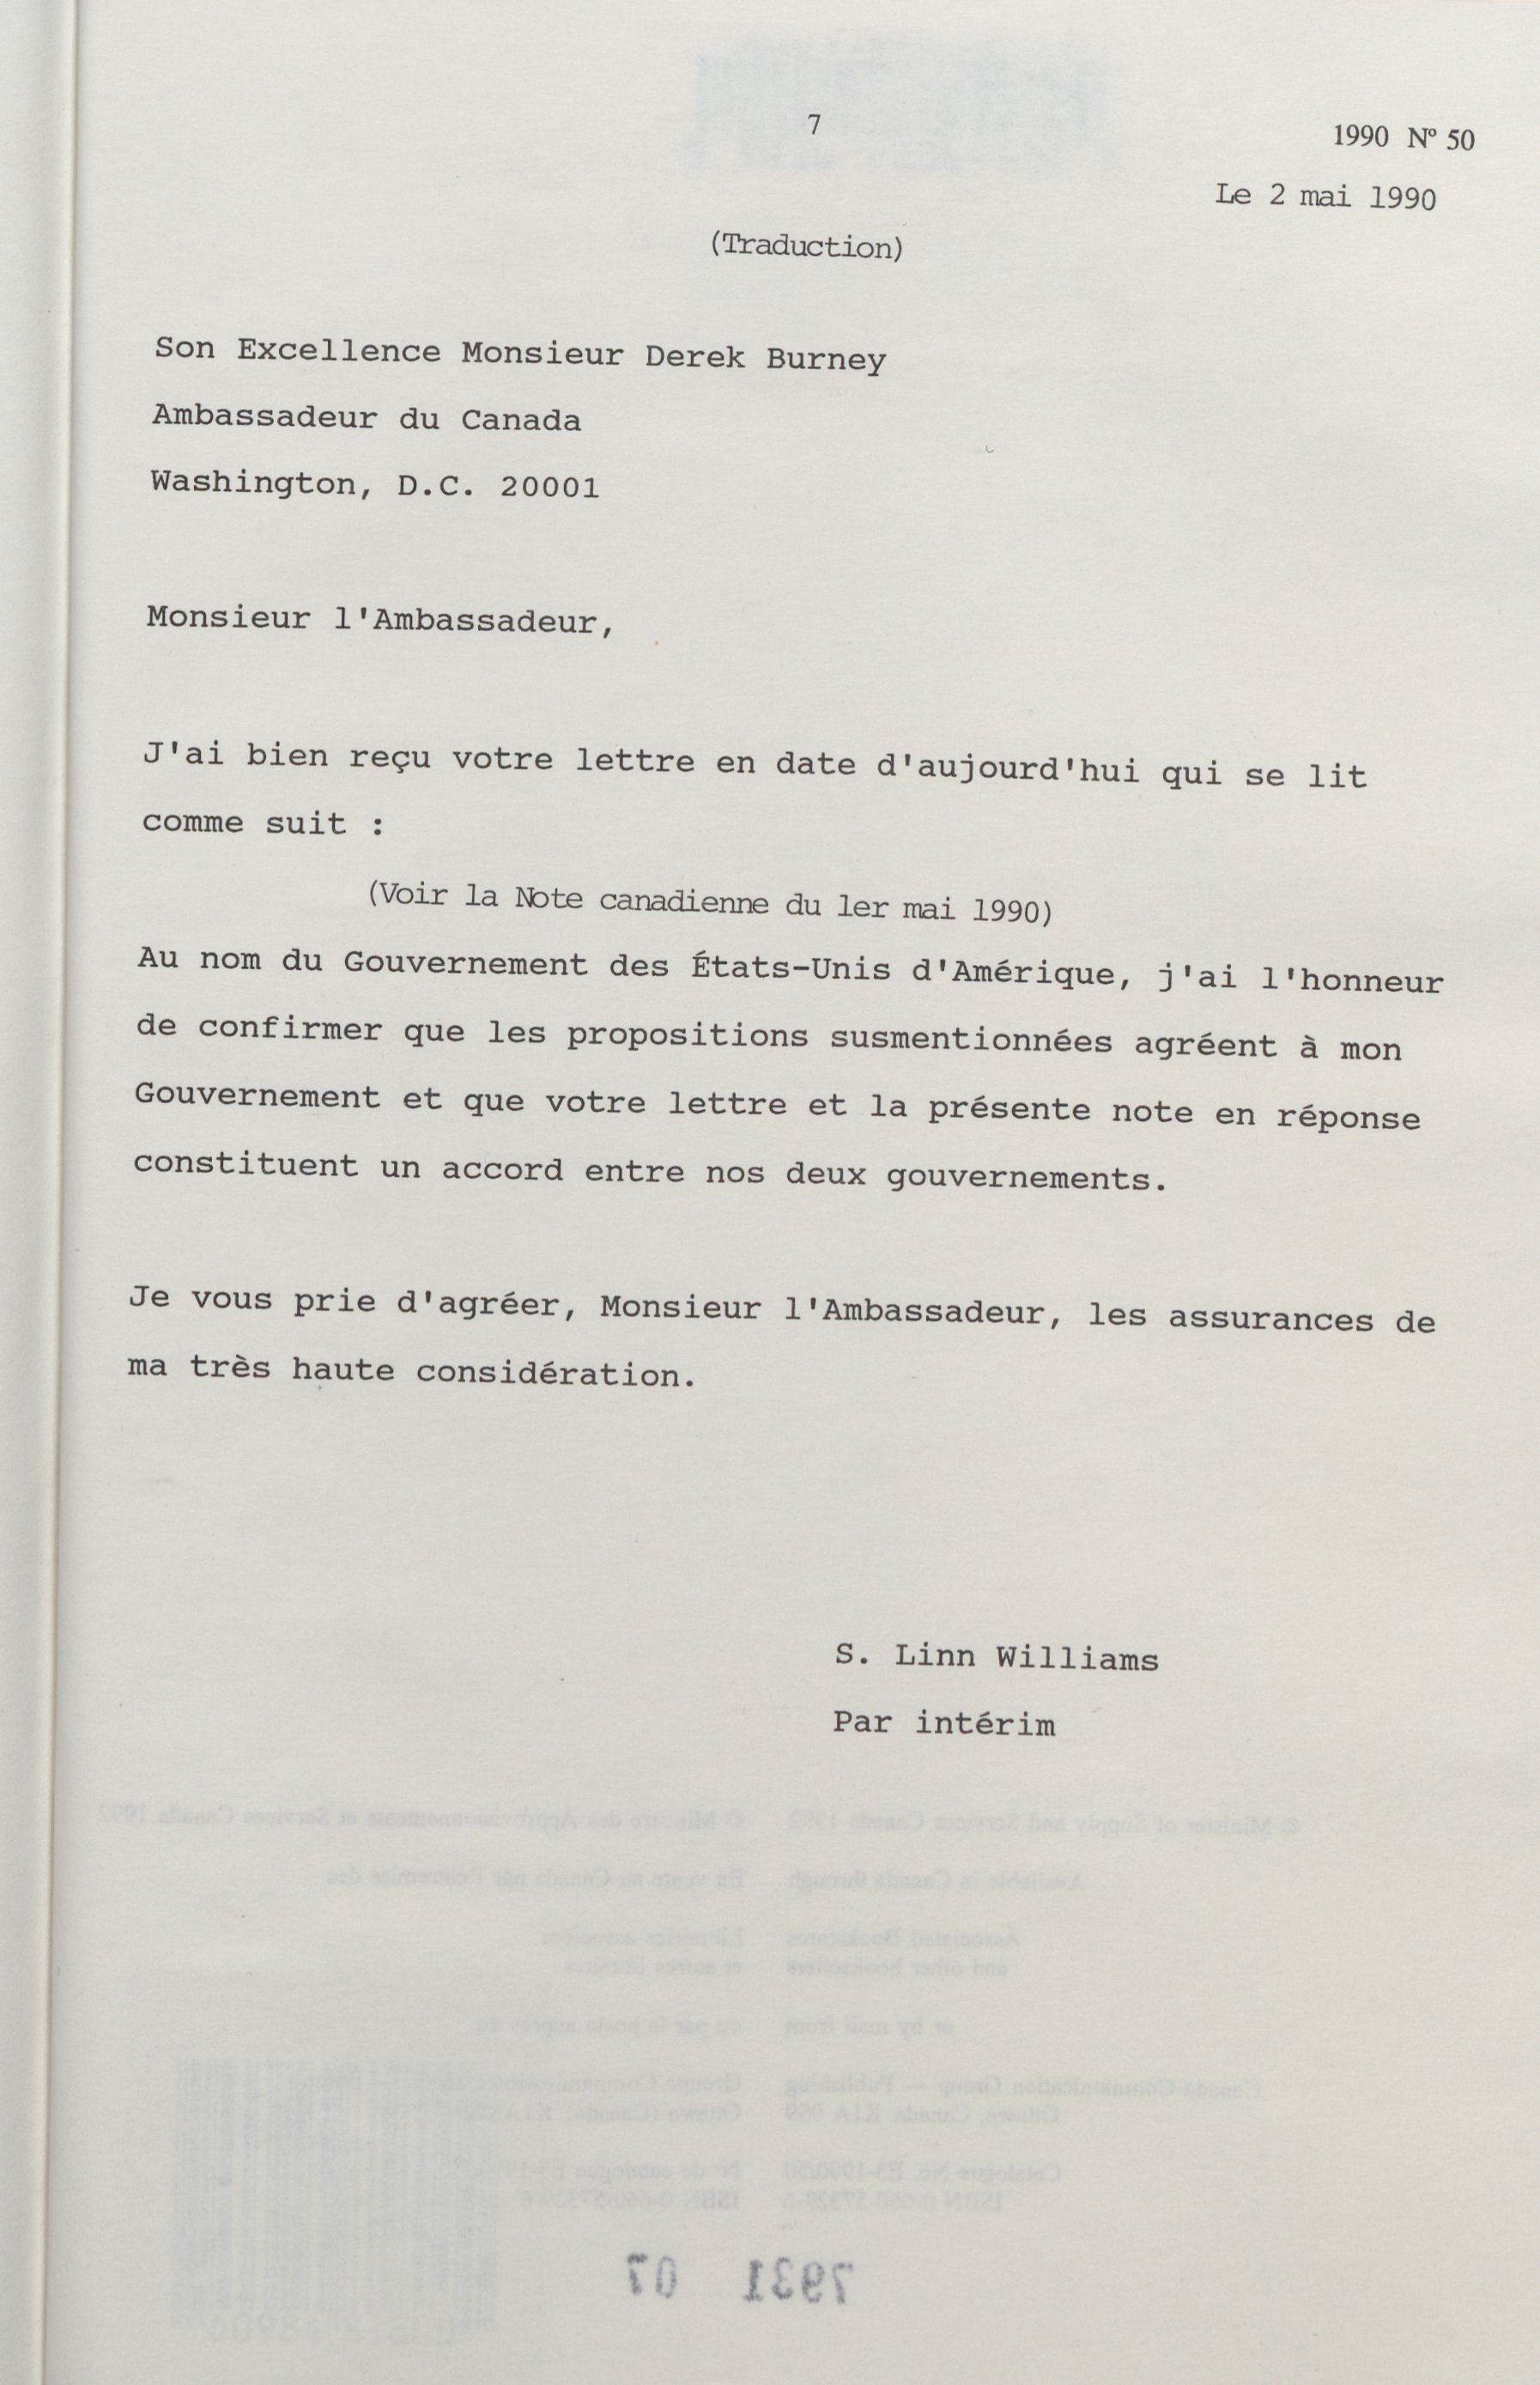 7
1990 Nº 50
Le 2 mai 1990
(Traduction)
Son Excellence Monsieur Derek Burney
Ambassadeur du Canada
Washington, D.C. 20001
Monsieur l'Ambassadeur,
J'ai bien reçu votre lettre en date d'aujourd'hui qui se lit
comme suit :
(Voir la Note canadienne du 1er mai 1990)
Au nom du Gouvernement des États-Unis d'Amérique, j'ai l'honneur
de confirmer que les propositions susmentionnées agréent à mon
Gouvernement et que votre lettre et la présente note en réponse
constituent un accord entre nos deux gouvernements.
Je vous prie d'agréer, Monsieur l'Ambassadeur, les assurances de
ma très haute considération.
S. Linn Williams
Par intérim